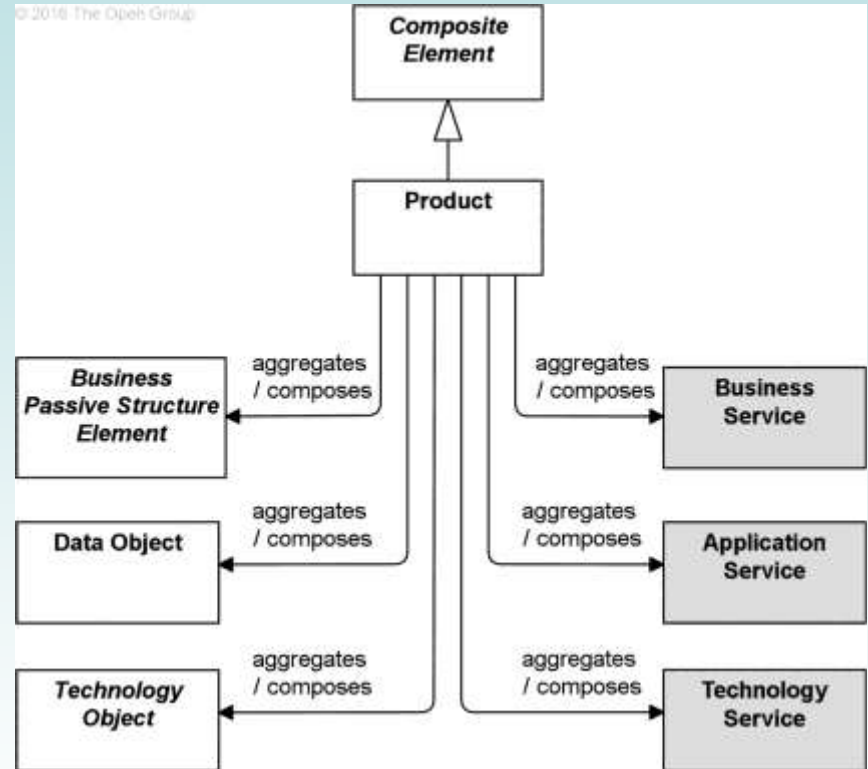 © 2016 The Open Group
Composite
Element
Product
aggregates
/ composes
aggregates
/ composes
Business
Passive Structure
Element
Business
Service
aggregates
/ composes
aggregates
/ composes
Data Object
Application
Service
aggregates
/ composes
aggregates
/ composes
Technology
Object
Technology
Service